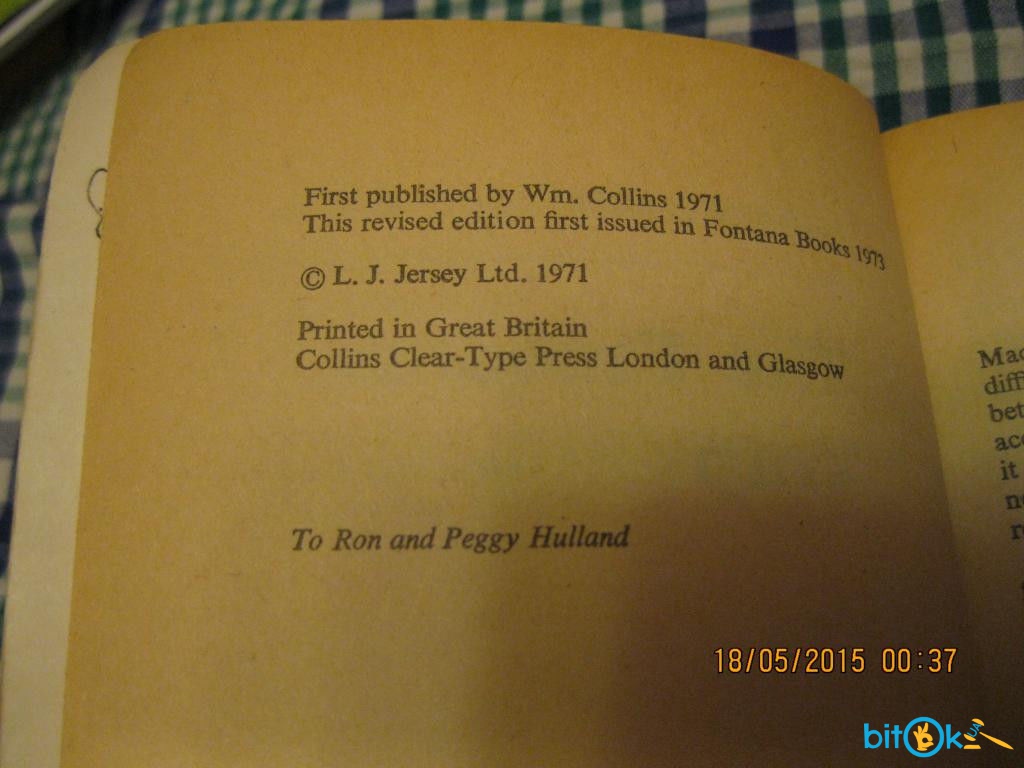 First published by Wm. Collins 1971
This revised edition first issued in Fontana Books 1973
© L. J. Jersey Ltd. 1971
Printed in Great Britain
Collins Clear-Type Press London and Glasgow
To Ron and Peggy Hulland
it
18/05/2015 00:37
bitOk
UA